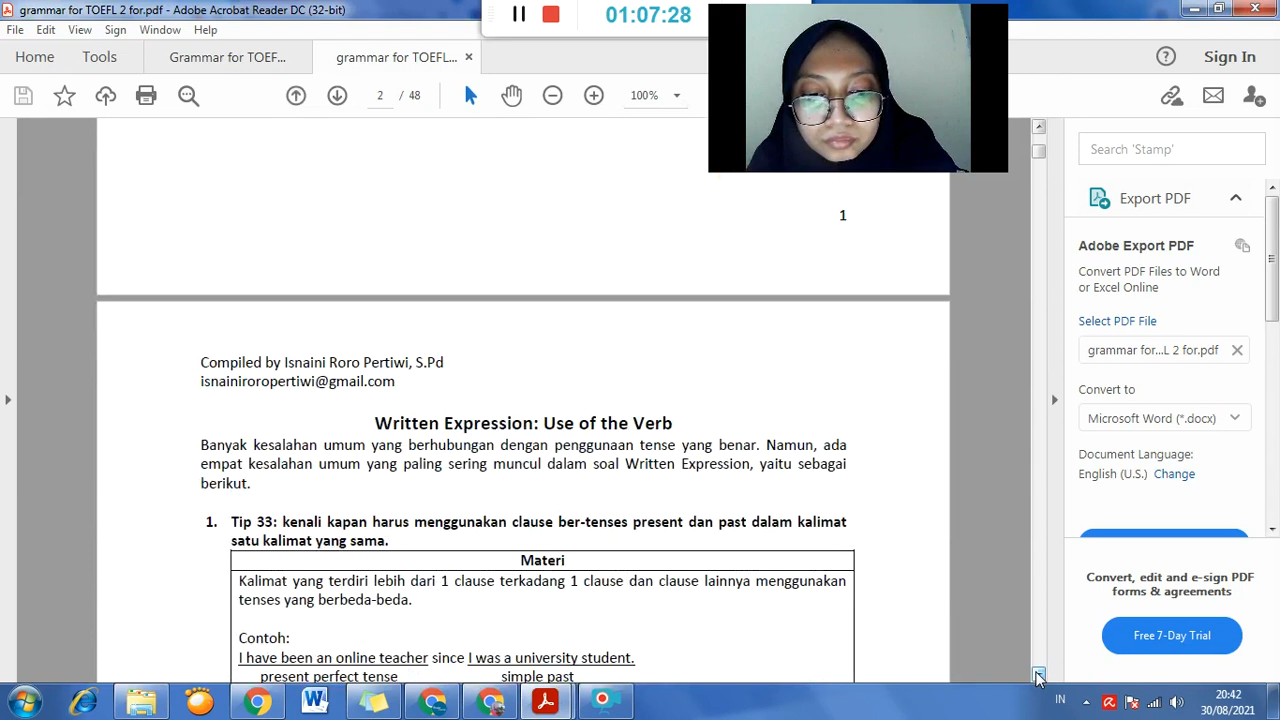 grammar for TOEFL 2 for.pdf - Adobe Acrobat Reader DC (32-bit)
01:07:28
File Edit View Sign Window Help
Home Tools Grammar for TOEF... grammar for TOEFL...
Sign In
2 / 48
100%
Search 'Stamp'
Export PDF
Adobe Export PDF
Convert PDF Files to Word
or Excel Online
Select PDF File
grammar for...L 2 for.pdf
Convert to
Microsoft Word (*.docx)
Document Language:
English (U.S.) Change
Convert, edit and e-sign PDF
forms & agreements
Free 7-Day Trial
1
Compiled by Isnaini Roro Pertiwi, S.Pd
isnainiroropertiwi@gmail.com
Written Expression: Use of the Verb
Banyak kesalahan umum yang berhubungan dengan penggunaan tense yang benar. Namun, ada
empat kesalahan umum yang paling sering muncul dalam soal Written Expression, yaitu sebagai
berikut.
1. Tip 33: kenali kapan harus menggunakan clause ber-tenses present dan past dalam kalimat
satu kalimat yang sama.
Materi
Kalimat yang terdiri lebih dari 1 clause terkadang 1 clause dan clause lainnya menggunakan
tenses yang berbeda-beda.
Contoh:
I have been an online teacher since I was a university student.
present perfect tense simple past
IN
20:42
30/08/2021